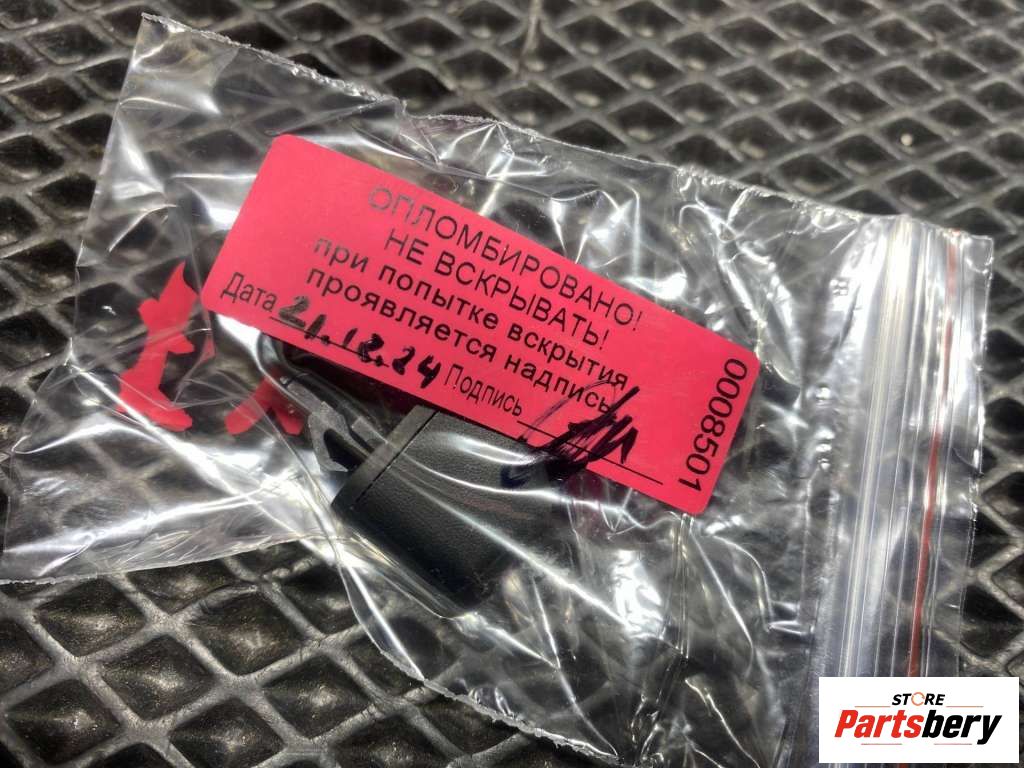 ОПЛОМБИРОВАНО!
НЕ ВСКРЫВАТЬ!
при попытке вскрытия
проявляется надпись
Дата 21.12.24 Подпись
0008501
STORE
Partsbery